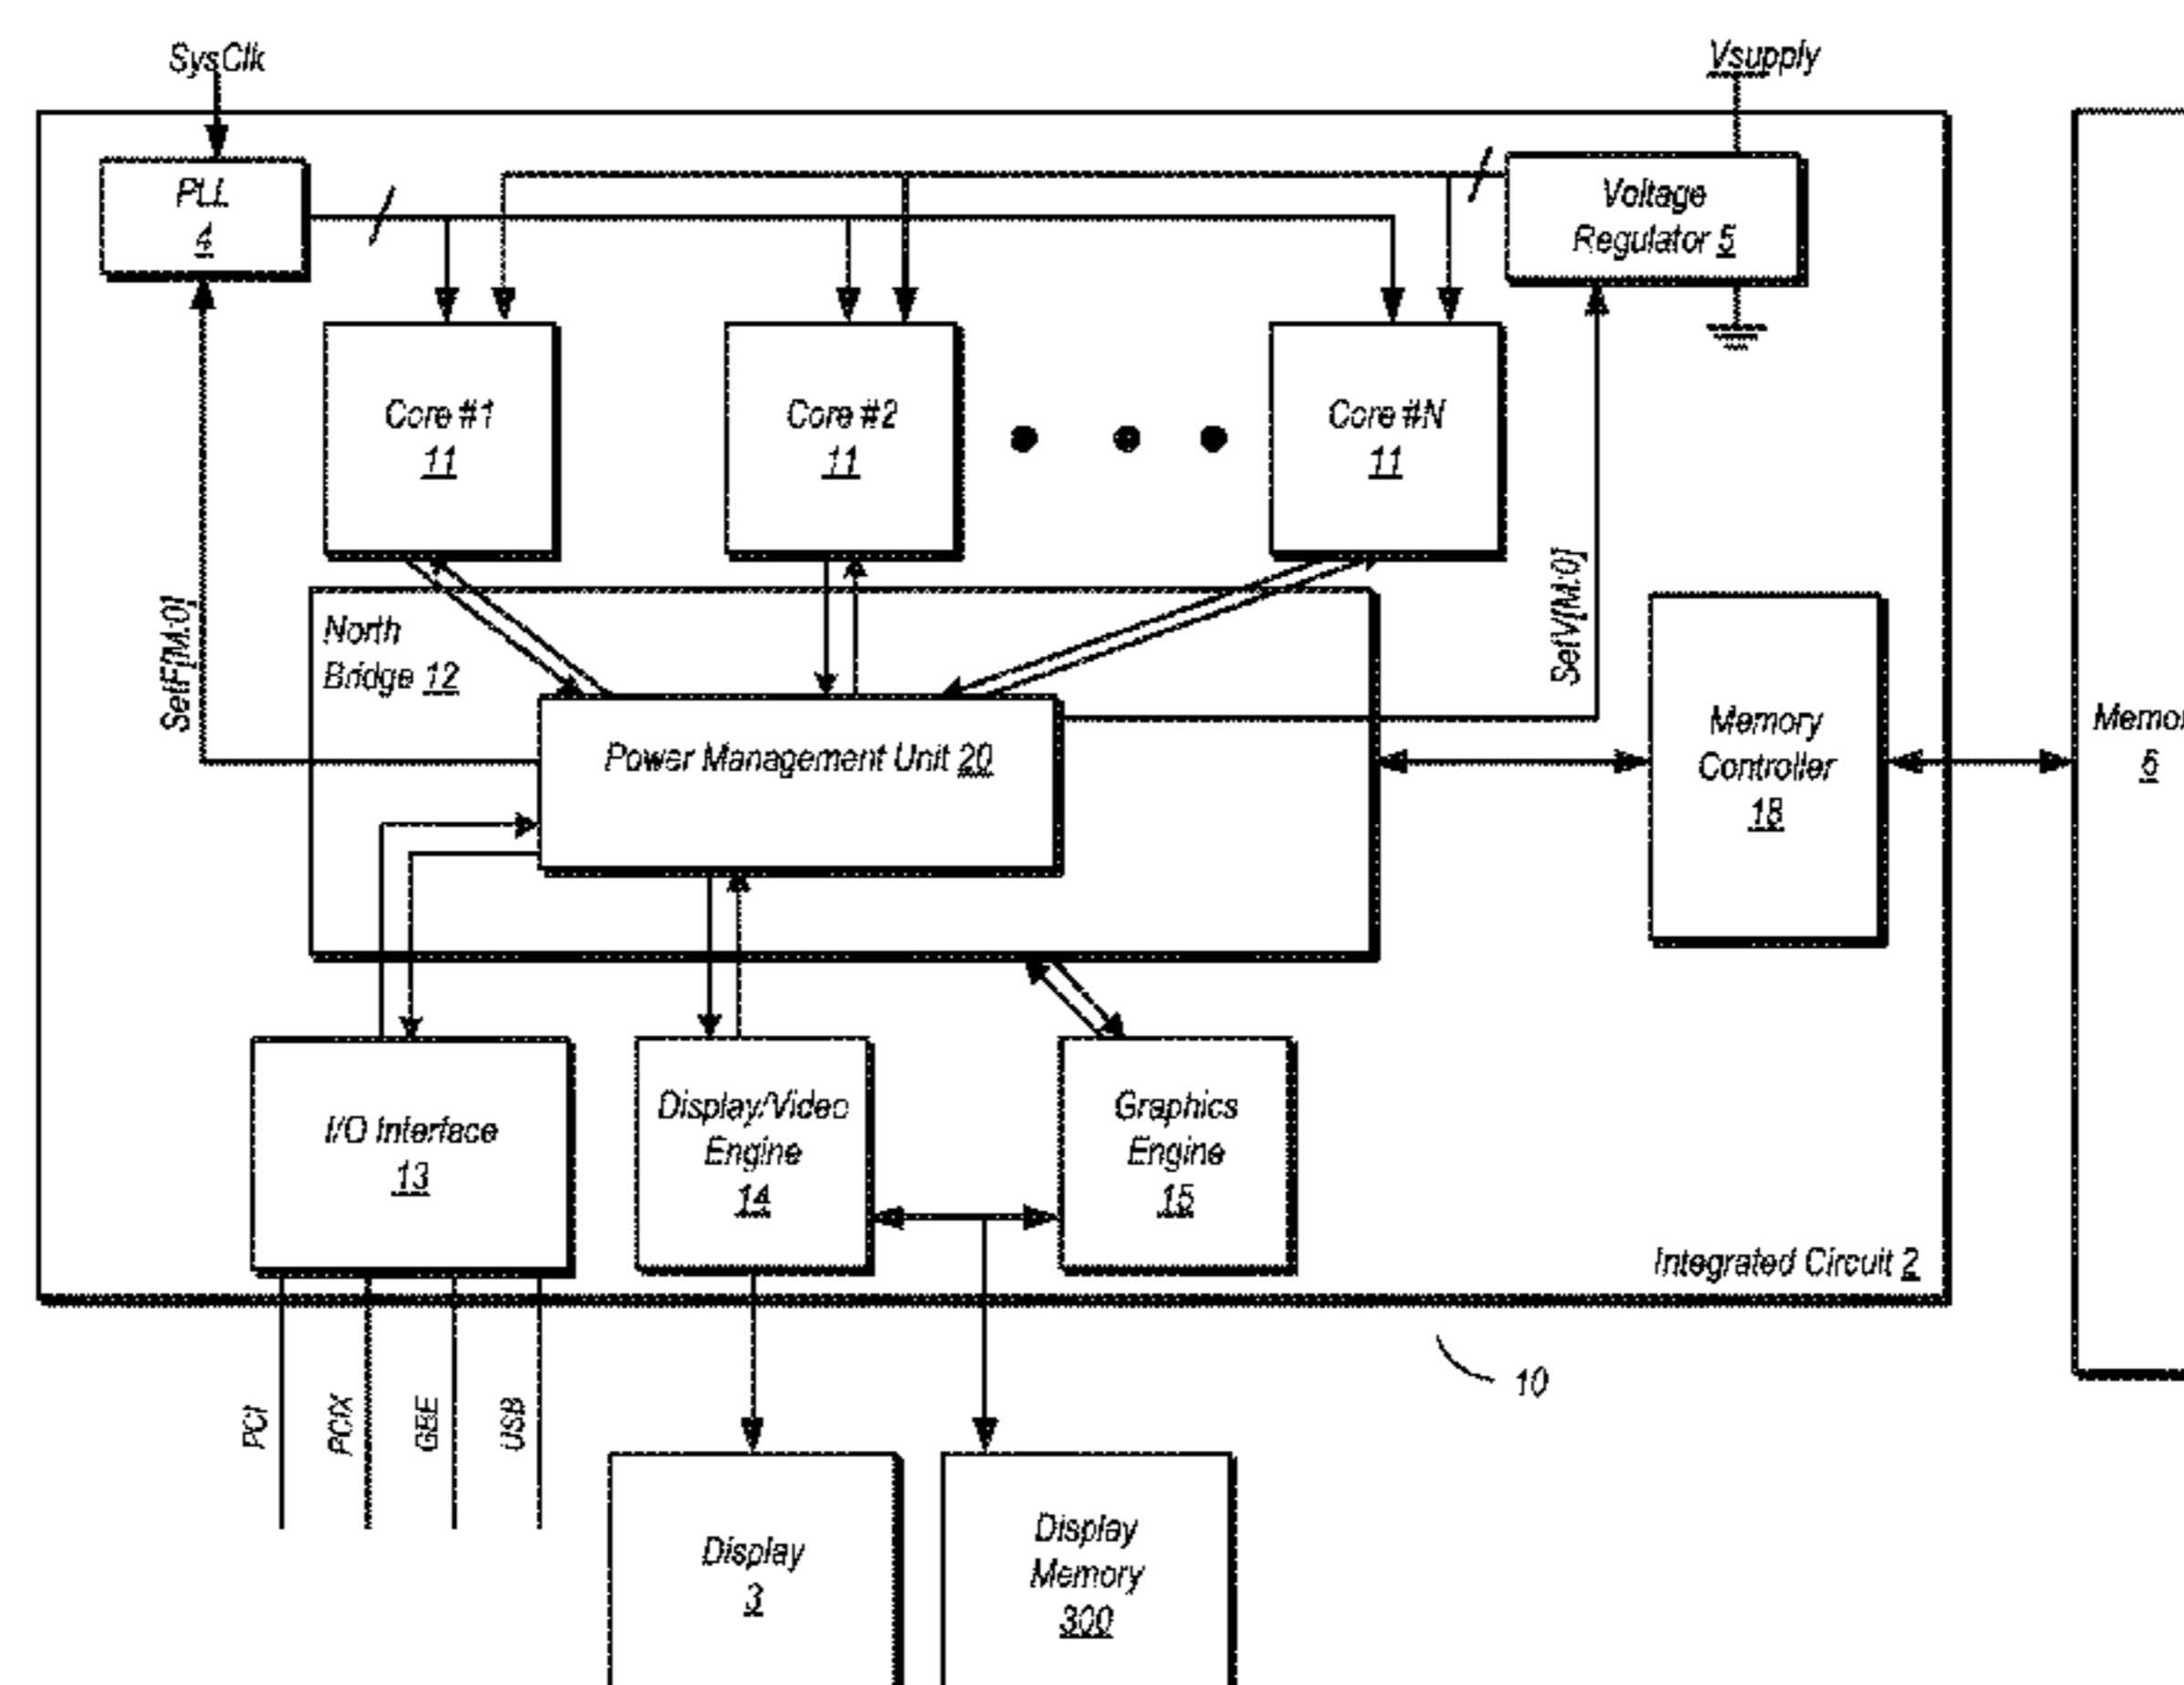 SysClk
Vsupply
PLL
4
Voltage
Regulator 5
Core #1
11
Core #2
11
Core #N
11
SetF[M:0]
North
Bridge 12
SetV[M:0]
Power Management Unit 20
Memory
Controller
18
Memor
6
I/O Interface
13
Display/Video
Engine
14
Graphics
Engine
15
Integrated Circuit 2
10
PCI
PCIX
GBE
USB
Display
3
Display
Memory
300